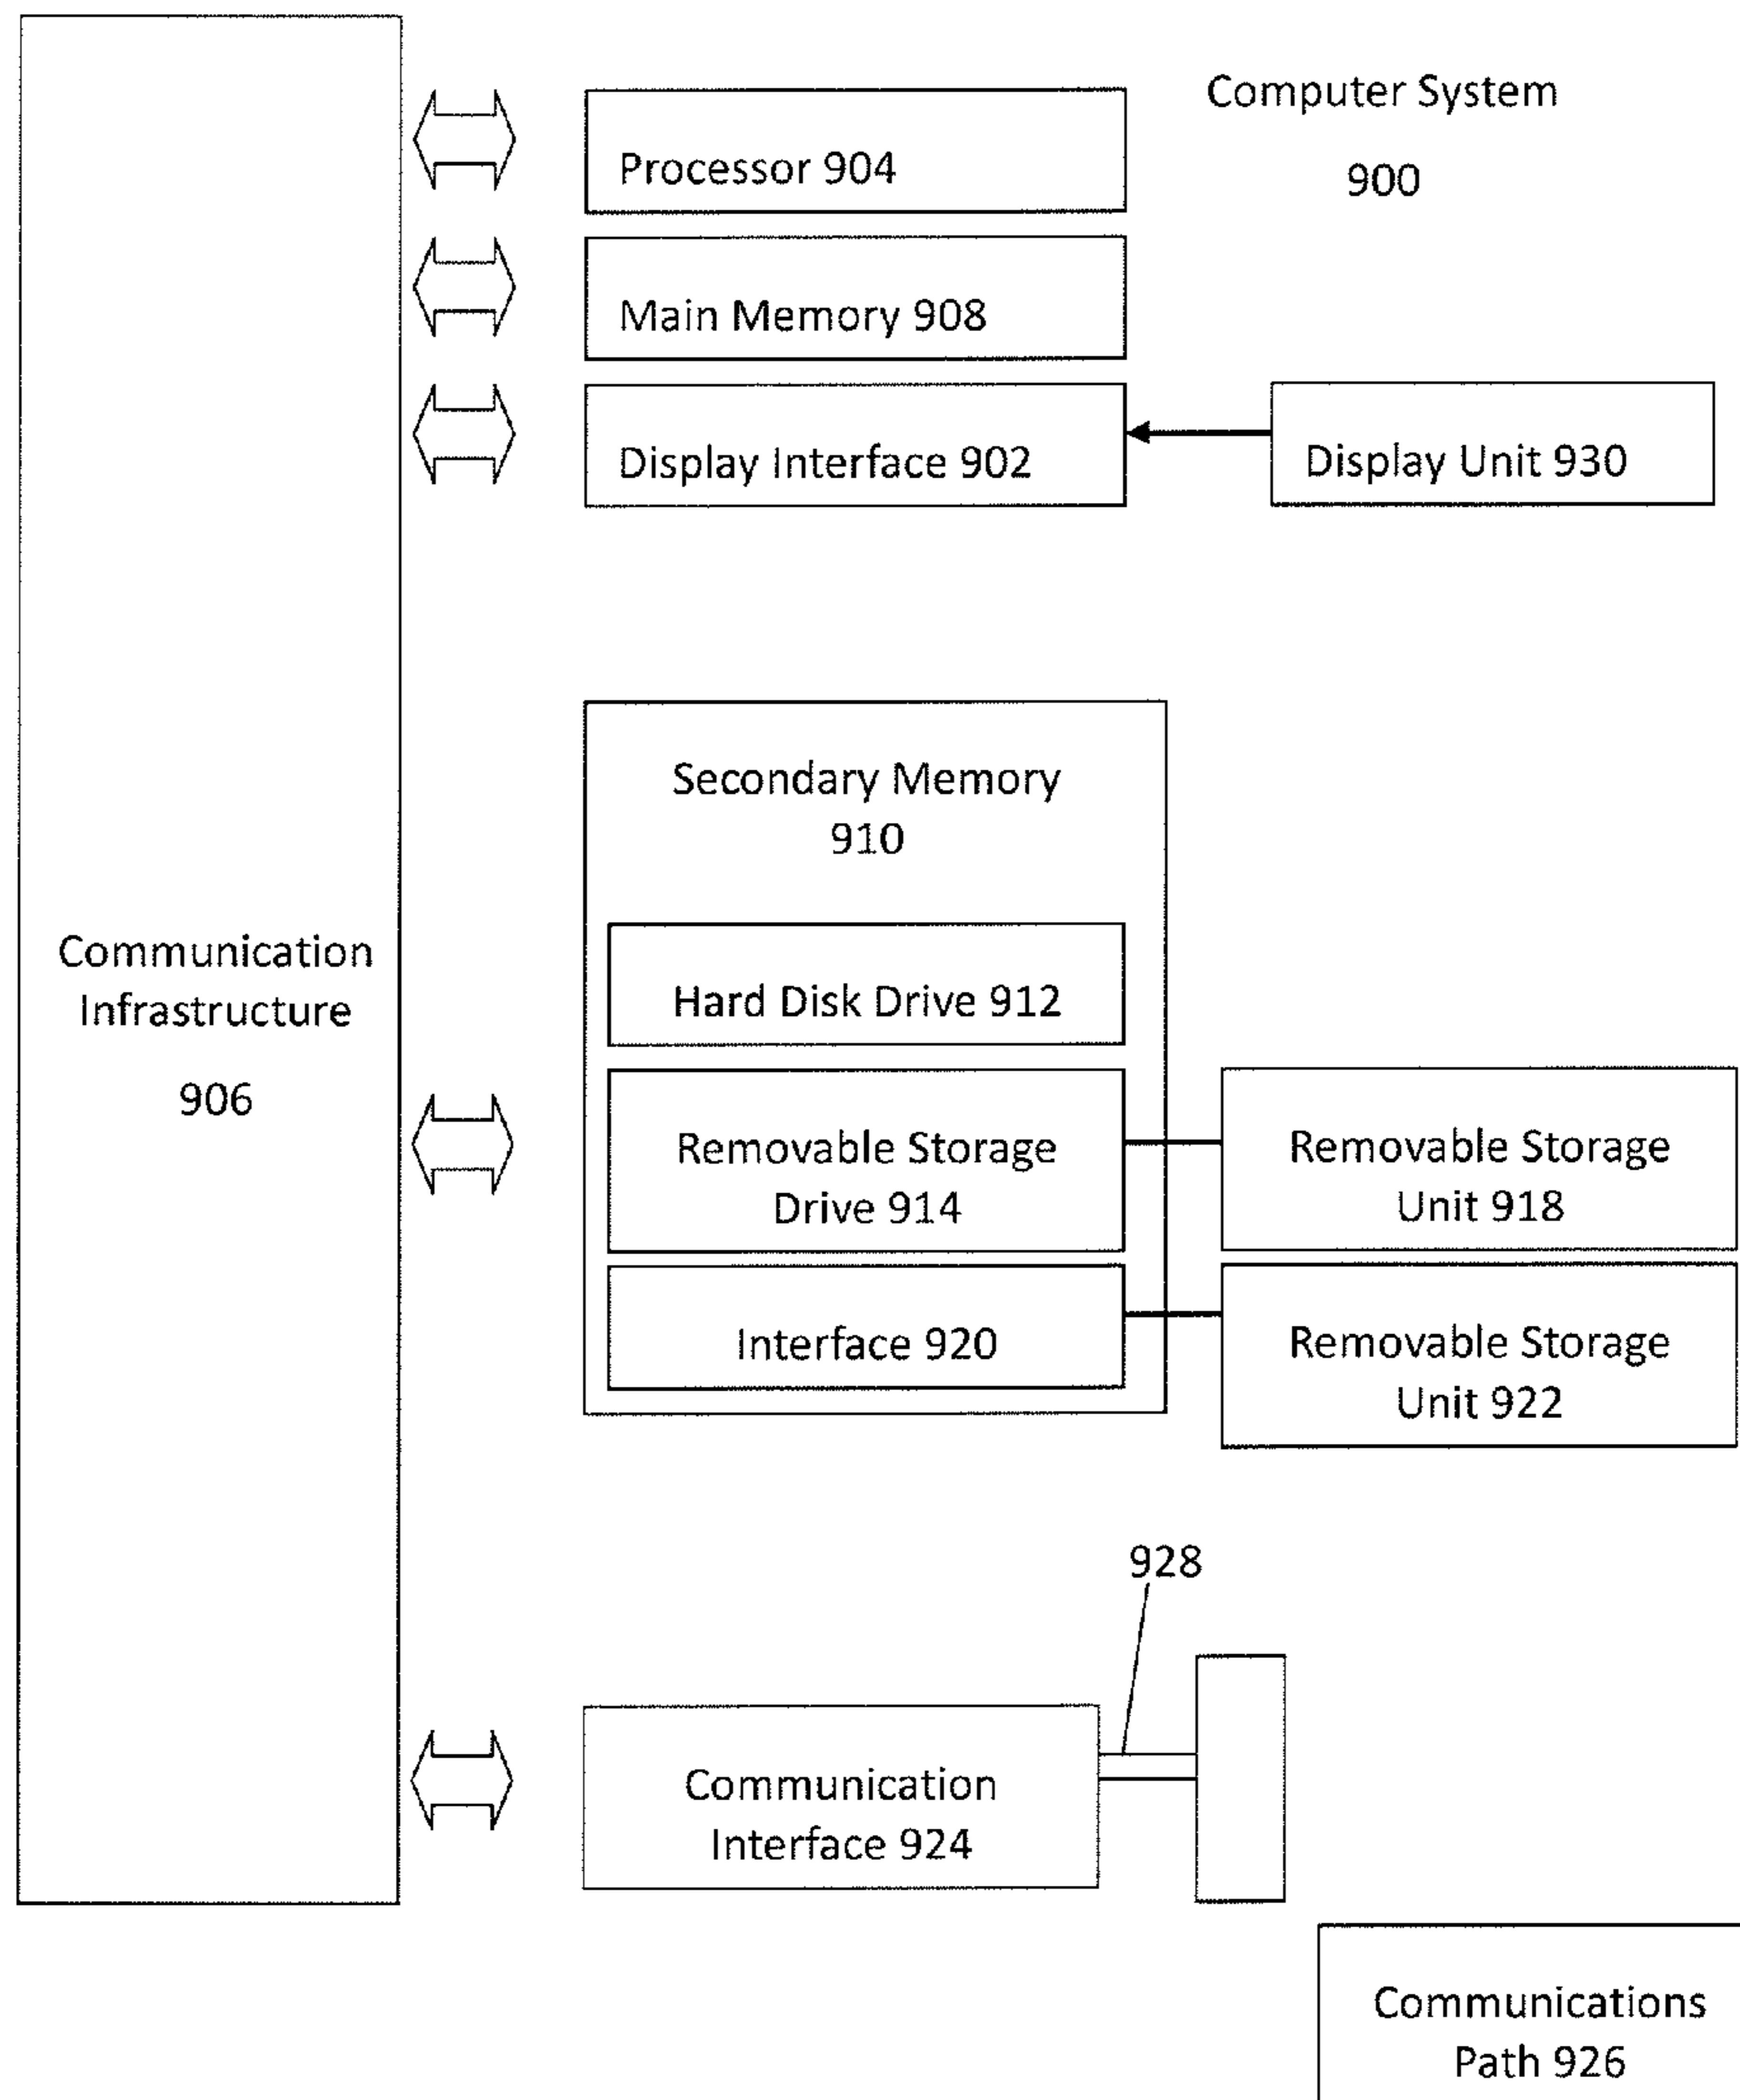 Computer System
900
Processor 904
Main Memory 908
Display Interface 902
Display Unit 930
Secondary Memory
910
Communication
Infrastructure
906
Hard Disk Drive 912
Removable Storage
Drive 914
Removable Storage
Unit 918
Interface 920
Removable Storage
Unit 922
928
Communication
Interface 924
Communications
Path 926